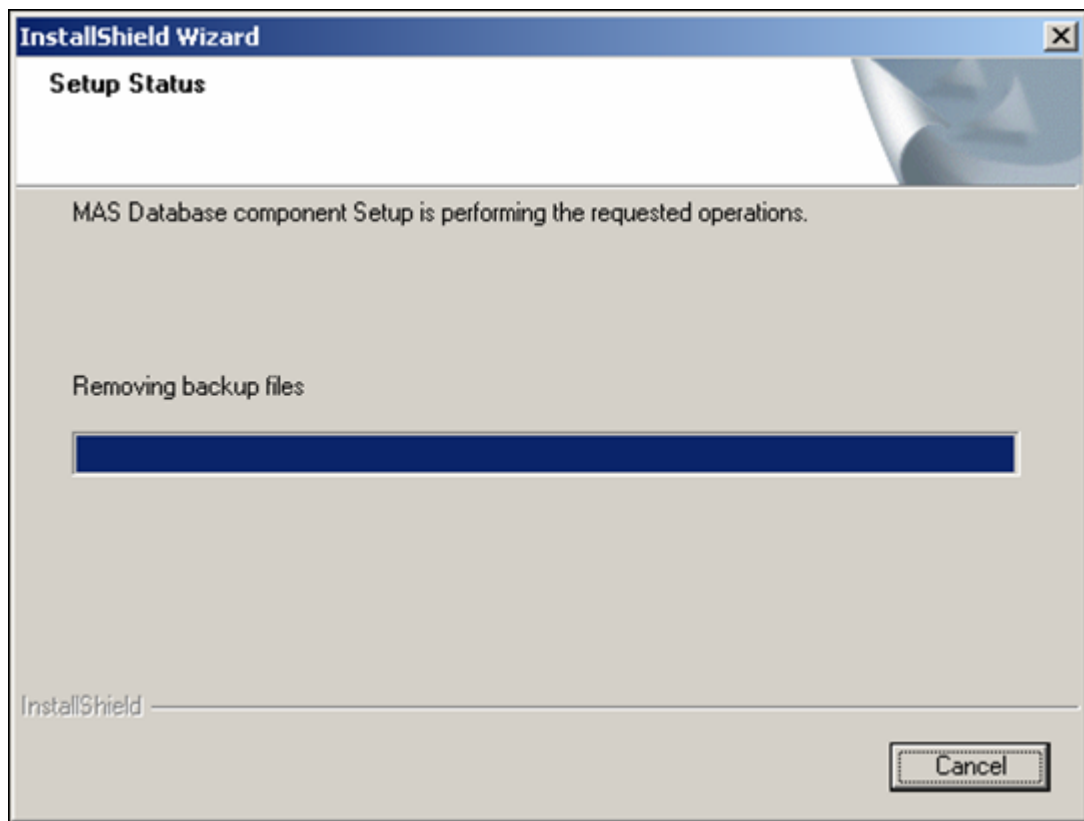 InstallShield Wizard
Setup Status
MAS Database component Setup is performing the requested operations.
Removing backup files
InstallShield
Cancel